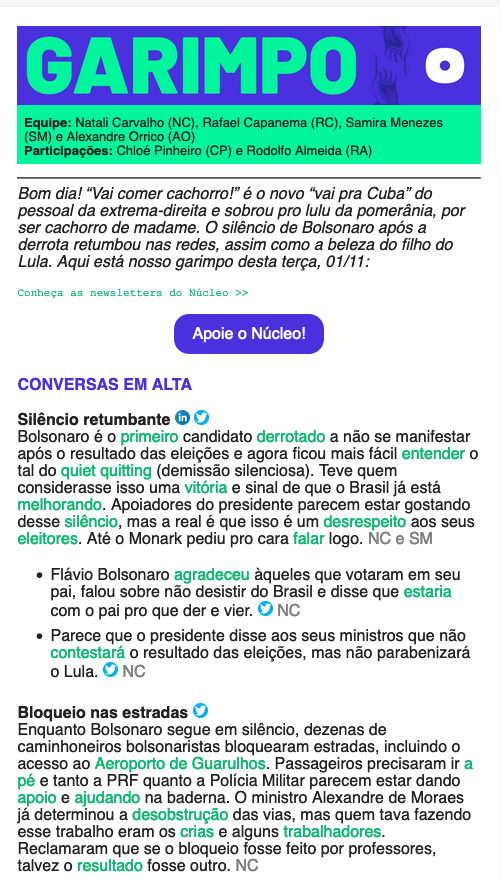 GARIMPO
Equipe: Natali Carvalho (NC), Rafael Capanema (RC), Samira Menezes
(SM) e Alexandre Orrico (AO)
Participações: Chloé Pinheiro (CP) e Rodolfo Almeida (RA)
Bom dia! “Vai comer cachorro!” é o novo “vai pra Cuba” do
pessoal da extrema-direita e sobrou pro lulu da pomerânia, por
ser cachorro de madame. O silêncio de Bolsonaro após a
derrota retumbou nas redes, assim como a beleza do filho do
Lula. Aqui está nosso garimpo desta terça, 01/11:
Conheça as newsletters do Núcleo >>
Apoie o Núcleo!
CONVERSAS EM ALTA
Silêncio retumbante
Bolsonaro é o primeiro candidato derrotado a não se manifestar
após o resultado das eleições e agora ficou mais fácil entender o
tal do quiet quitting (demissão silenciosa). Teve quem
considerasse isso uma vitória e sinal de que o Brasil já está
melhorando. Apoiadores do presidente parecem estar gostando
desse silêncio, mas a real é que isso é um desrespeito aos seus
eleitores. Até o Monark pediu pro cara falar logo. NC e SM
• Flávio Bolsonaro agradeceu àqueles que votaram em seu
pai, falou sobre não desistir do Brasil e disse que estaria
com o pai pro que der e vier. NC
• Parece que o presidente disse aos seus ministros que não
contestará o resultado das eleições, mas não parabenizará
o Lula. NC
Bloqueio nas estradas
Enquanto Bolsonaro segue em silêncio, dezenas de
caminhoneiros bolsonaristas bloquearam estradas, incluindo o
acesso ao Aeroporto de Guarulhos. Passageiros precisaram ir a
pé e tanto a PRF quanto a Polícia Militar parecem estar dando
apoio e ajudando na baderna. O ministro Alexandre de Moraes
já determinou a desobstrução das vias, mas quem tava fazendo
esse trabalho eram os crias e alguns trabalhadores.
Reclamaram que se o bloqueio fosse feito por professores,
talvez o resultado fosse outro. NC